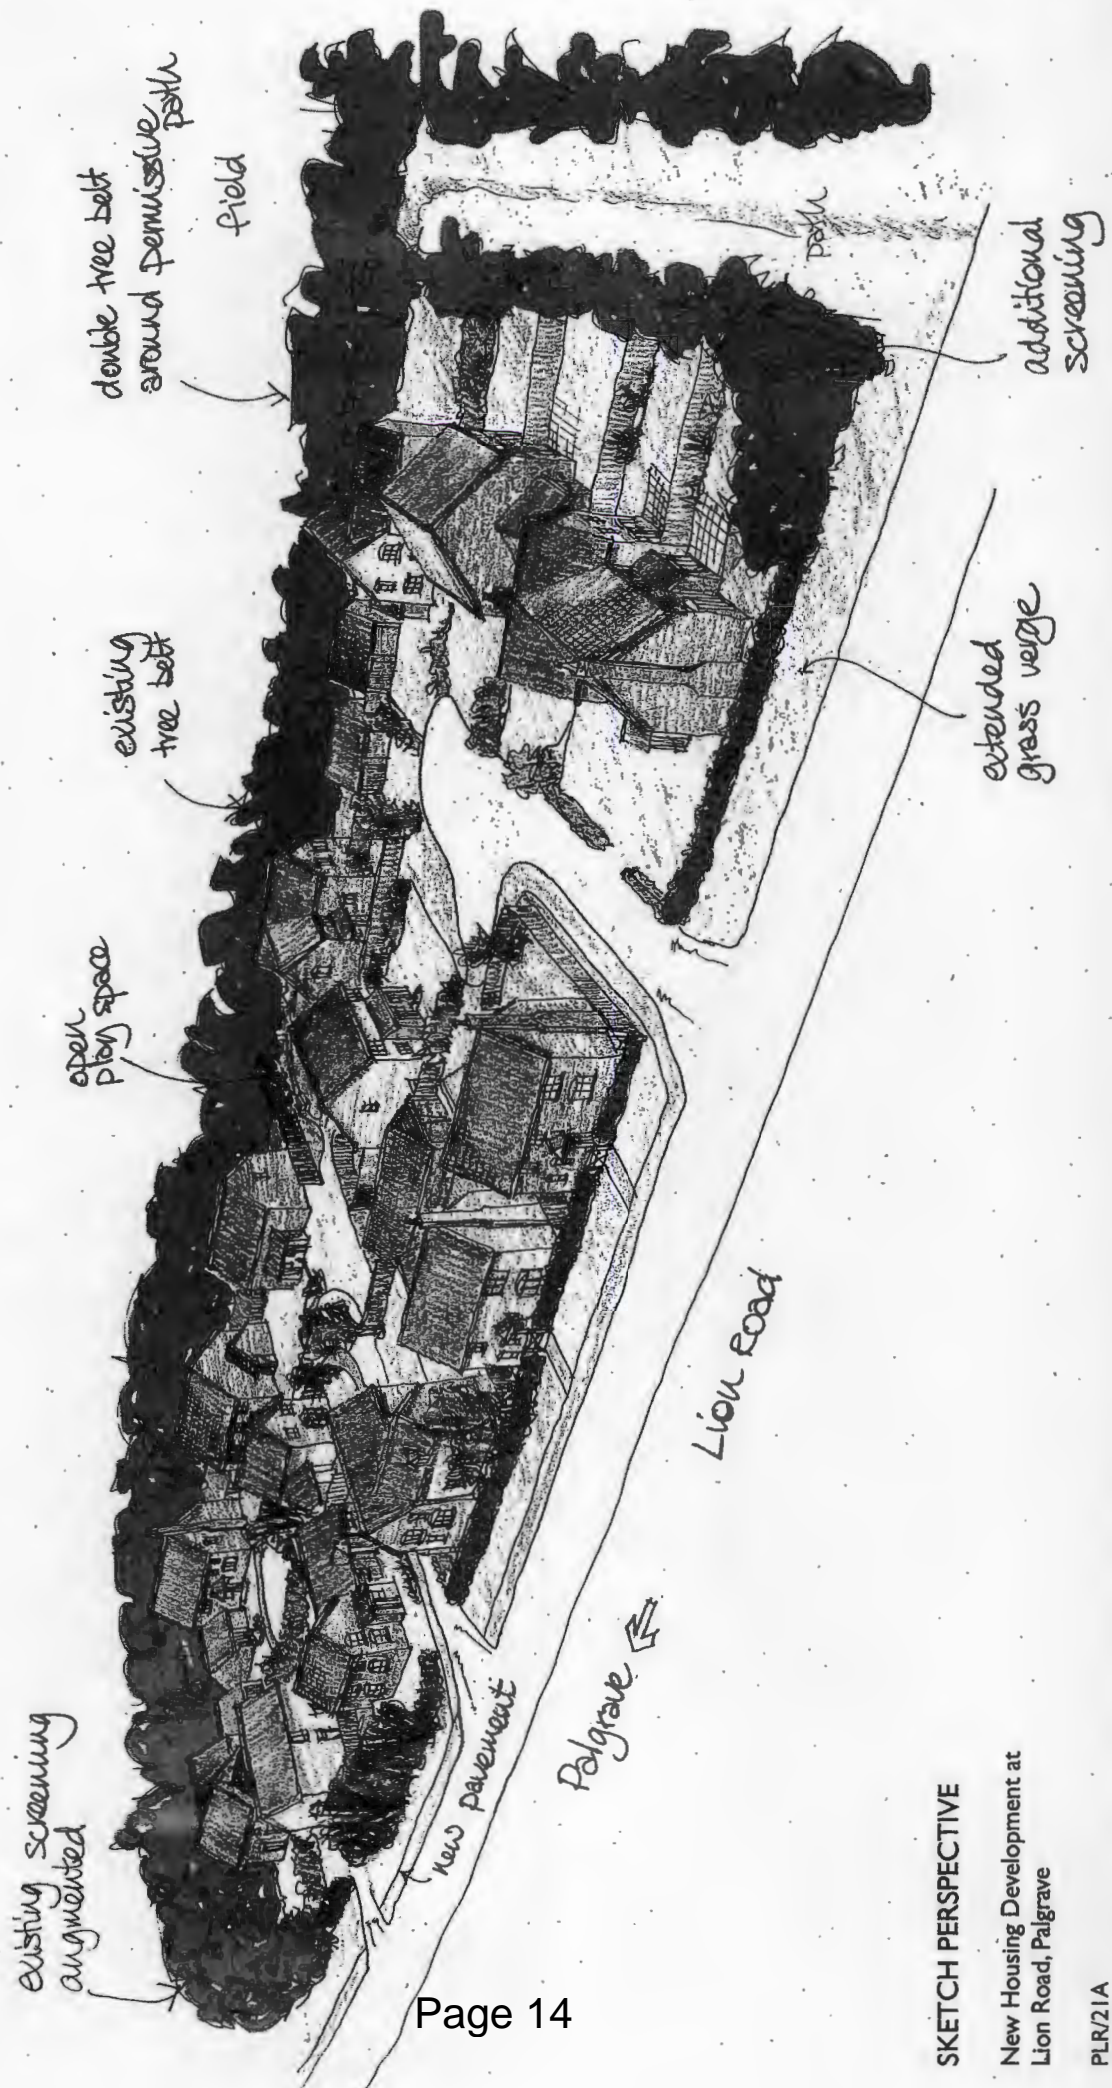 existing screening
augmented
open
play space
existing
tree belt
double tree belt
around permissive
path
field
path
additional
screening
extended
grass verge
Lion Road
Palgrave
new pavement
SKETCH PERSPECTIVE
New Housing Development at
Lion Road, Palgrave
PLR/21A
Page 14